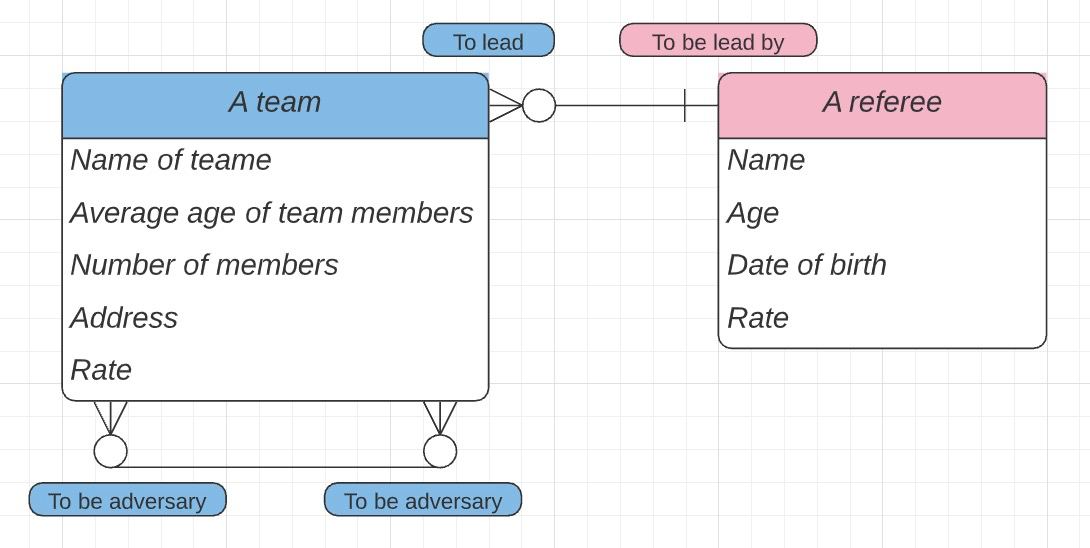 To lead
To be lead by
A team
A referee
Name of teame
Average age of team members
Number of members
Address
Rate
Name
Age
Date of birth
Rate
To be adversary
To be adversary